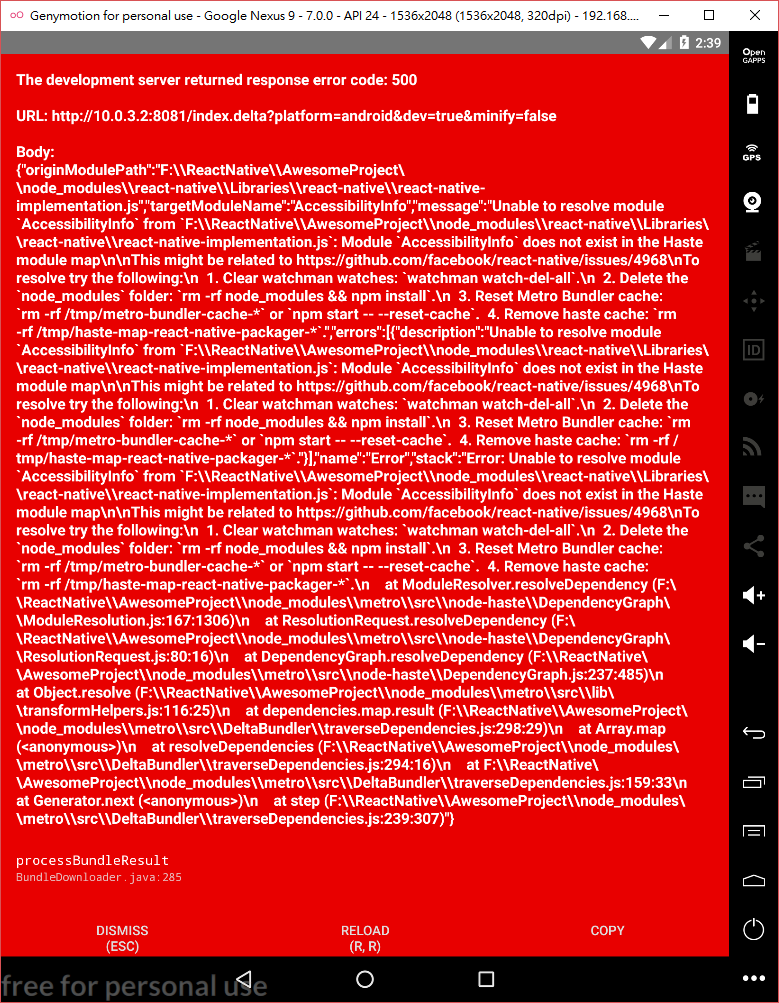 Genymotion for personal use - Google Nexus 9 - 7.0.0 - API 24 - 1536x2048 (1536x2048, 320dpi) - 192.168....
2:39
Open
GAPPS
The development server returned response error code: 500
URL: http://10.0.3.2:8081/index.delta?platform=android&dev=true&minify=false
Body:
{"originModulePath":"F:\\ReactNative\\AwesomeProject\
\node_modules\\react-native\\Libraries\\react-native\\react-native-
implementation.js","targetModuleName":"AccessibilityInfo","message":"Unable to resolve module
`AccessibilityInfo` from `F:\\ReactNative\\AwesomeProject\\node_modules\\react-native\\Libraries\
\react-native\\react-native-implementation.js`: Module `AccessibilityInfo` does not exist in the Haste
module map\n\nThis might be related to https://github.com/facebook/react-native/issues/4968\nTo
resolve try the following:\n  1. Clear watchman watches: `watchman watch-del-all`.\n  2. Delete the
`node_modules` folder: `rm -rf node_modules && npm install`.\n  3. Reset Metro Bundler cache:
`rm -rf /tmp/metro-bundler-cache-*` or `npm start -- --reset-cache`.  4. Remove haste cache: `rm
-rf /tmp/haste-map-react-native-packager-*`.","errors":[{"description":"Unable to resolve module
`AccessibilityInfo` from `F:\\ReactNative\\AwesomeProject\\node_modules\\react-native\\Libraries\
\react-native\\react-native-implementation.js`: Module `AccessibilityInfo` does not exist in the Haste
module map\n\nThis might be related to https://github.com/facebook/react-native/issues/4968\nTo
resolve try the following:\n  1. Clear watchman watches: `watchman watch-del-all`.\n  2. Delete the
`node_modules` folder: `rm -rf node_modules && npm install`.\n  3. Reset Metro Bundler cache: `rm
-rf /tmp/metro-bundler-cache-*` or `npm start -- --reset-cache`.  4. Remove haste cache: `rm -rf /
tmp/haste-map-react-native-packager-*`."}],"name":"Error","stack":"Error: Unable to resolve module
`AccessibilityInfo` from `F:\\ReactNative\\AwesomeProject\\node_modules\\react-native\\Libraries\
\react-native\\react-native-implementation.js`: Module `AccessibilityInfo` does not exist in the Haste
module map\n\nThis might be related to https://github.com/facebook/react-native/issues/4968\nTo
resolve try the following:\n  1. Clear watchman watches: `watchman watch-del-all`.\n  2. Delete the
`node_modules` folder: `rm -rf node_modules && npm install`.\n  3. Reset Metro Bundler cache:
`rm -rf /tmp/metro-bundler-cache-*` or `npm start -- --reset-cache`.  4. Remove haste cache:
`rm -rf /tmp/haste-map-react-native-packager-*`.\n    at ModuleResolver.resolveDependency (F:\
\ReactNative\\AwesomeProject\\node_modules\\metro\\src\\node-haste\\DependencyGraph\
\ModuleResolution.js:167:1306)\n    at ResolutionRequest.resolveDependency (F:\
\ReactNative\\AwesomeProject\\node_modules\\metro\\src\\node-haste\\DependencyGraph\
\ResolutionRequest.js:80:16)\n    at DependencyGraph.resolveDependency (F:\\ReactNative\
\AwesomeProject\\node_modules\\metro\\src\\node-haste\\DependencyGraph.js:237:485)\n
at Object.resolve (F:\\ReactNative\\AwesomeProject\\node_modules\\metro\\src\\lib\
\transformHelpers.js:116:25)\n    at dependencies.map.result (F:\\ReactNative\\AwesomeProject\
\node_modules\\metro\\src\\DeltaBundler\\traverseDependencies.js:298:29)\n    at Array.map
(<anonymous>)\n    at resolveDependencies (F:\\ReactNative\\AwesomeProject\\node_modules\
\metro\\src\\DeltaBundler\\traverseDependencies.js:294:16)\n    at F:\\ReactNative\
\AwesomeProject\\node_modules\\metro\\src\\DeltaBundler\\traverseDependencies.js:159:33\n
at Generator.next (<anonymous>)\n    at step (F:\\ReactNative\\AwesomeProject\\node_modules\
\metro\\src\\DeltaBundler\\traverseDependencies.js:239:307)"}
processBundleResult
BundleDownloader.java:285
DISMISS
(ESC)
RELOAD
(R, R)
COPY
GPS
ID
free for personal use